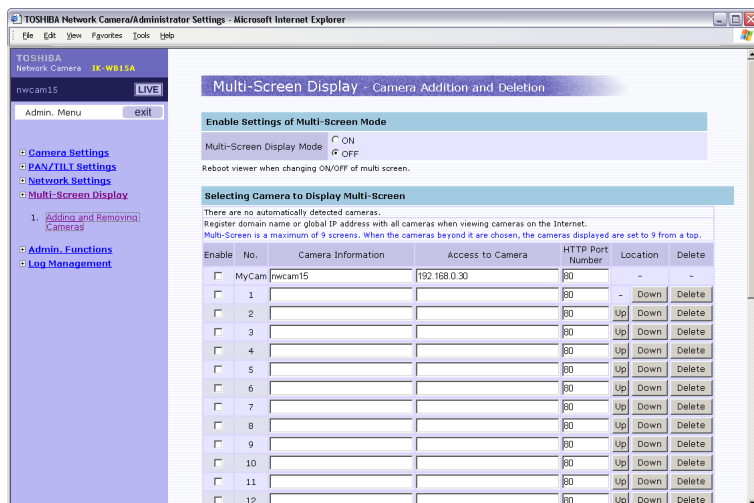 TOSHIBA Network Camera/Administrator Settings - Microsoft Internet Explorer
File Edit View Favorites Tools Help
TOSHIBA
Network Camera IK-WB15A
nwcam15 LIVE
Admin. Menu exit
Camera Settings
PAN/TILT Settings
Network Settings
Multi-Screen Display
1. Adding and Removing
Cameras
Admin. Functions
Log Management
Multi-Screen Display - Camera Addition and Deletion
Enable Settings of Multi-Screen Mode
Multi-Screen Display Mode
ON
OFF
Reboot viewer when changing ON/OFF of multi screen.
Selecting Camera to Display Multi-Screen
There are no automatically detected cameras.
Register domain name or global IP address with all cameras when viewing cameras on the Internet.
Multi-Screen is a maximum of 9 screens. When the cameras beyond it are chosen, the cameras displayed are set to 9 from a top.
Enable No. Camera Information Access to Camera HTTP Port Number Location Delete
MyCam nwcam15 192.168.0.30 80 - -
1 80 - Down Delete
2 80 Up Down Delete
3 80 Up Down Delete
4 80 Up Down Delete
5 80 Up Down Delete
6 80 Up Down Delete
7 80 Up Down Delete
8 80 Up Down Delete
9 80 Up Down Delete
10 80 Up Down Delete
11 80 Up Down Delete
12 80 Up Down Delete